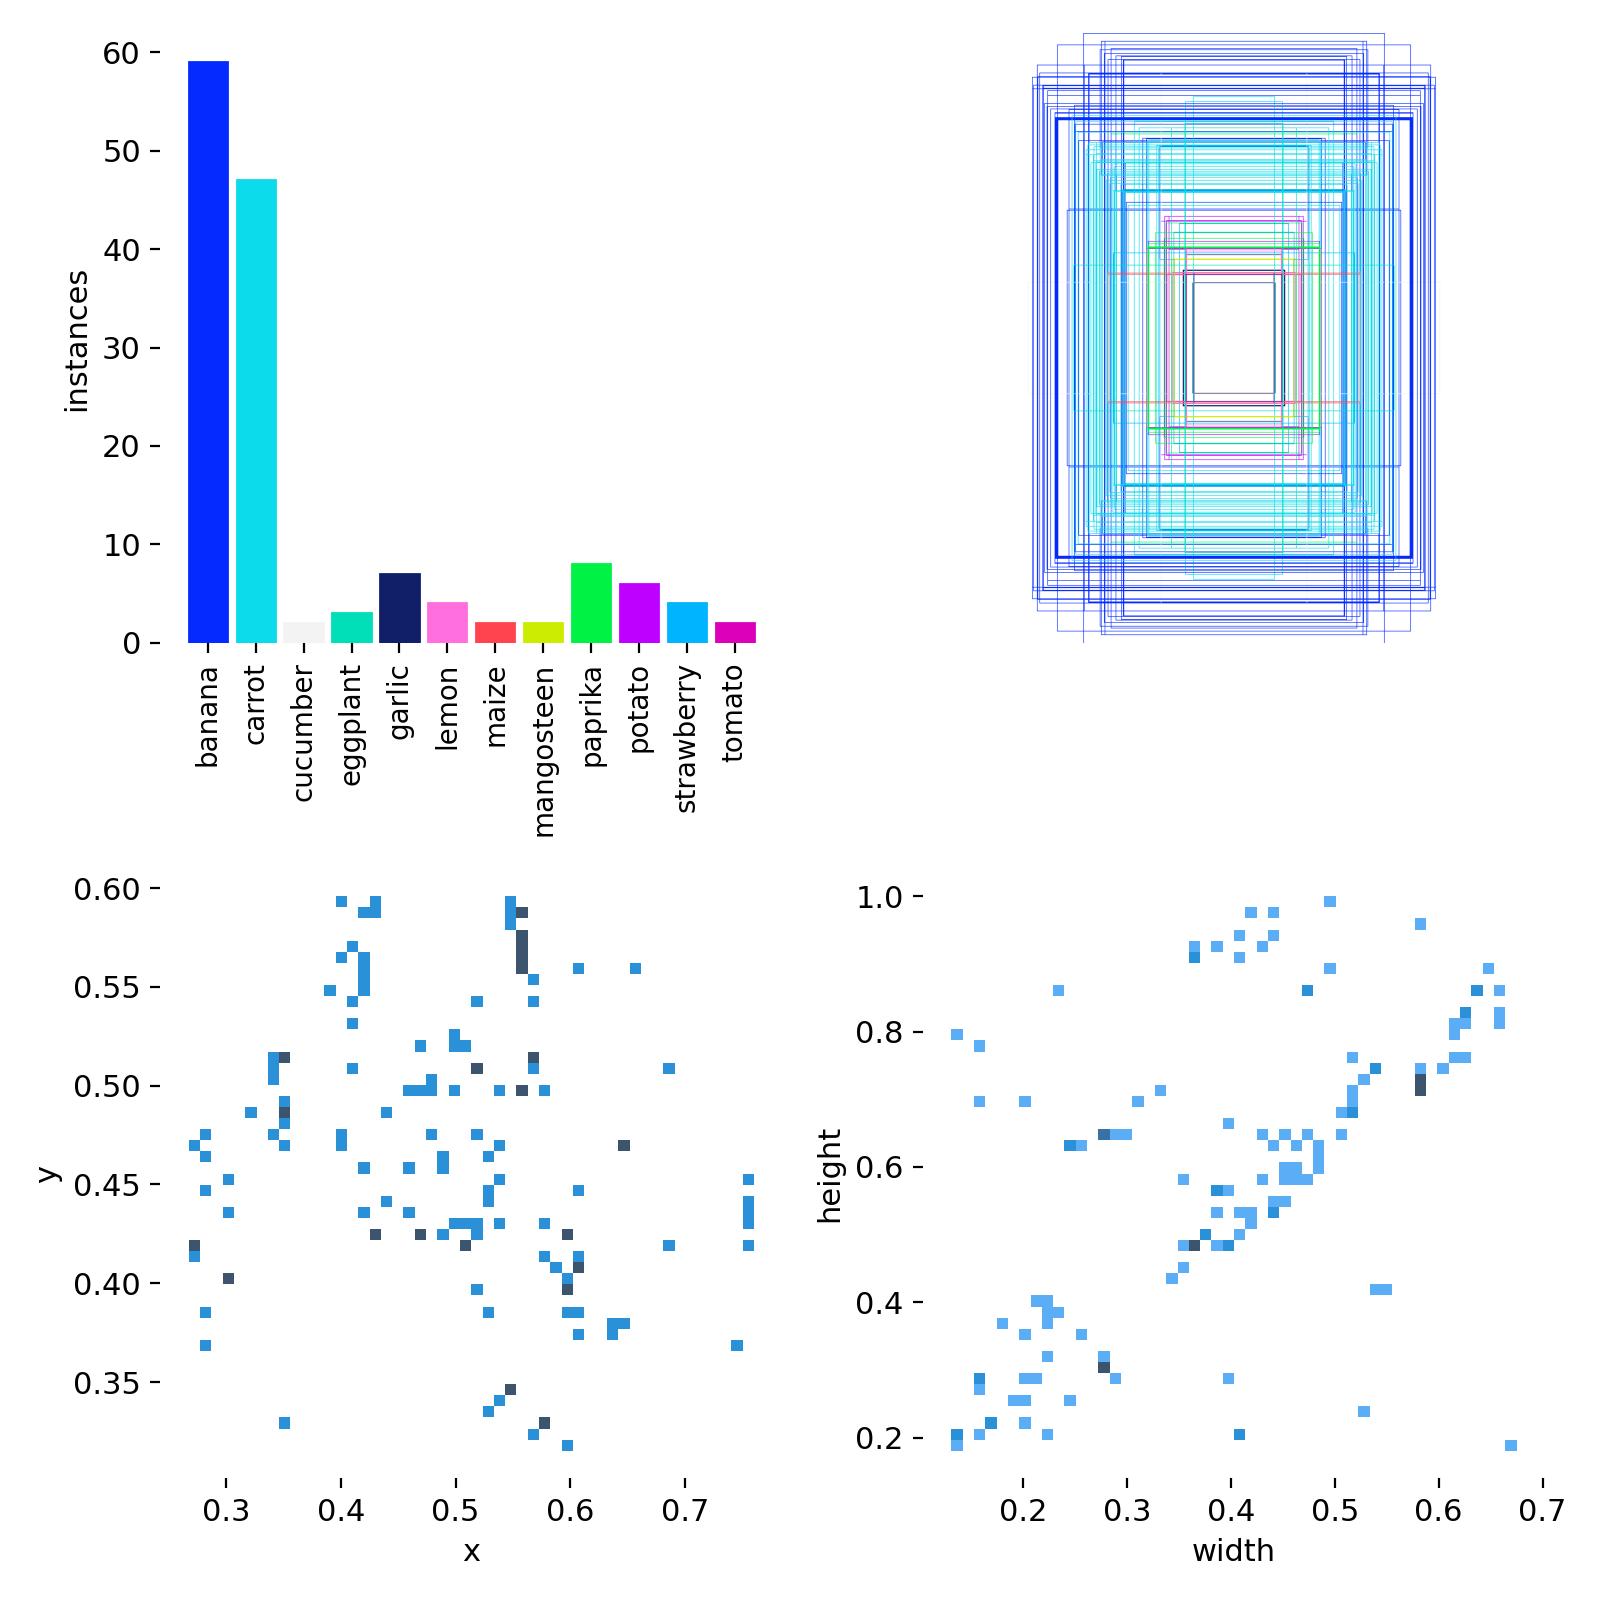 60
50
40
30
20
10
0
instances
banana
carrot
cucumber
eggplant
garlic
lemon
maize
mangosteen
paprika
potato
strawberry
tomato
0.60
0.55
0.50
0.45
0.40
0.35
y
0.3 0.4 0.5 0.6 0.7
x
1.0
0.8
0.6
0.4
0.2
height
0.2 0.3 0.4 0.5 0.6 0.7
width